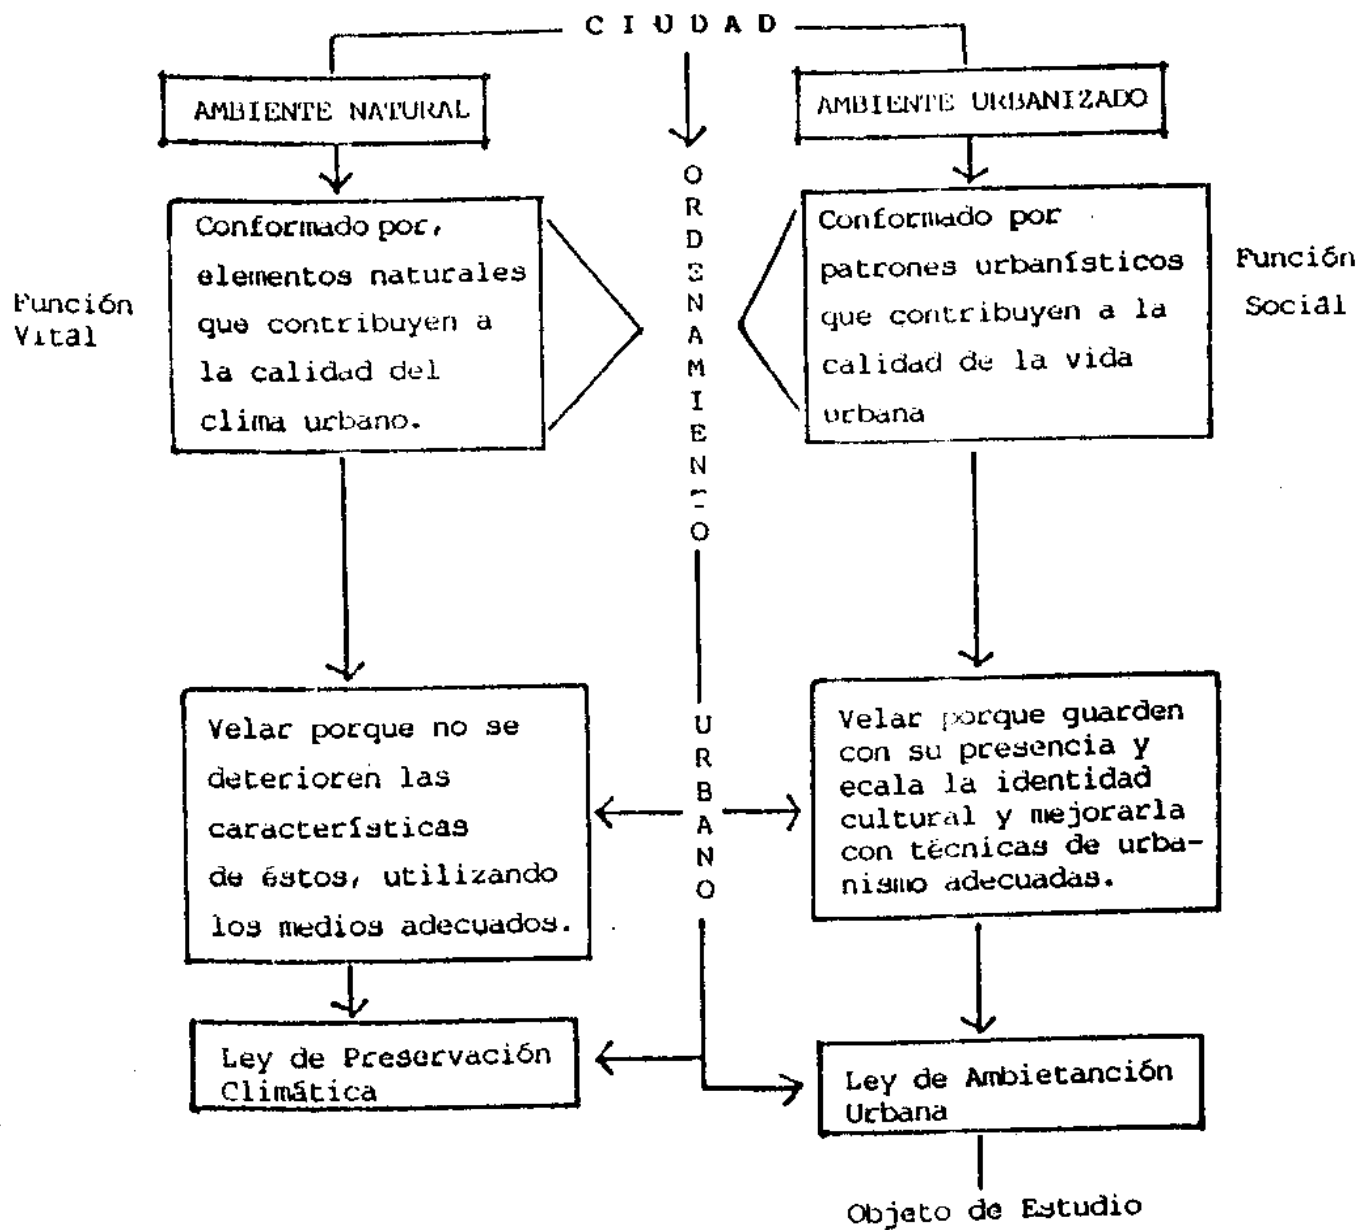 CIUDAD
AMBIENTE NATURAL
AMBIENTE URBANIZADO
ORDENAMIENTO
URBANO
Función
Vital
Conformado por,
elementos naturales
que contribuyen a
la calidad del
clima urbano.
Conformado por
patrones urbanísticos
que contribuyen a la
calidad de la vida
urbana
Función
Social
Velar porque no se
deterioren las
características
de éstos, utilizando
los medios adecuados.
Velar porque guarden
con su presencia y
ecala la identidad
cultural y mejorarla
con técnicas de urba-
nismo adecuadas.
Ley de Preservación
Climática
Ley de Ambietanción
Urbana
Objeto de Estudio